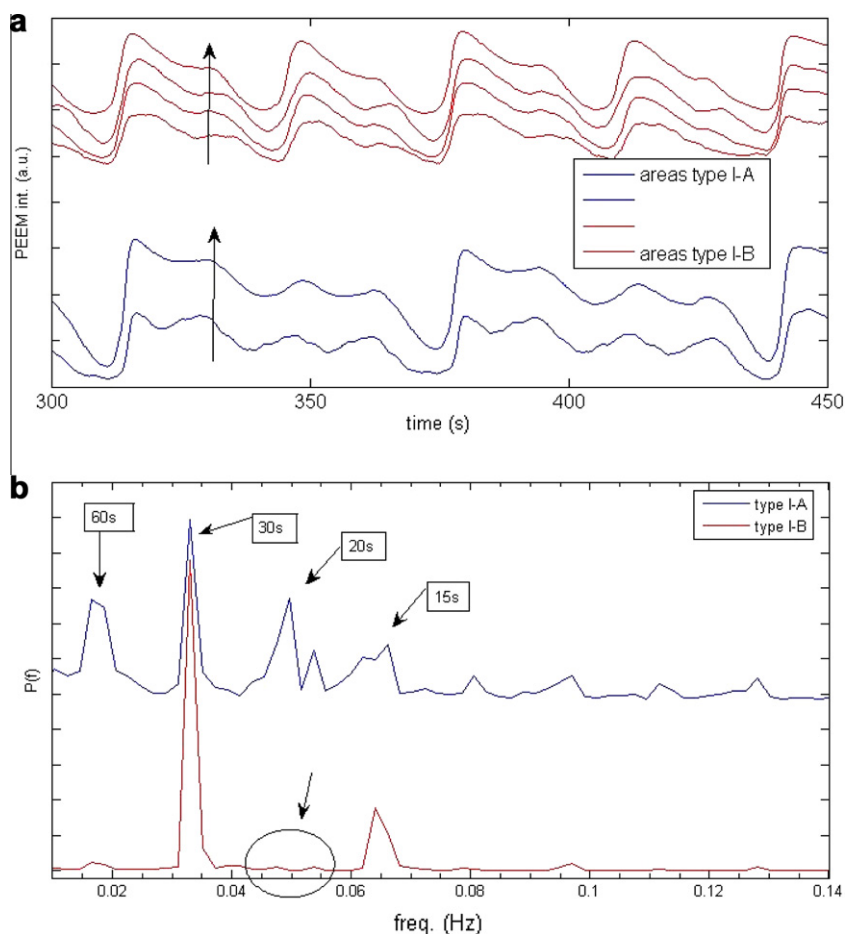 a
PEEM int. (a.u.)
areas type I-A
areas type I-B
300 350 400 450
time (s)
b
60s
30s
20s
15s
type I-A
type I-B
P(f)
0.02 0.04 0.06 0.08 0.1 0.12 0.14
freq. (Hz)